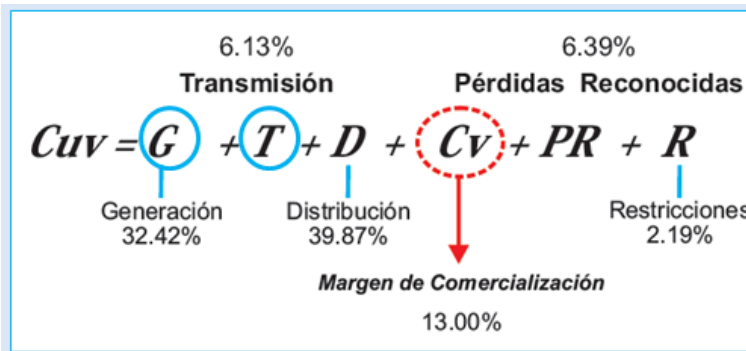 6.13% 6.39%
Transmisión Pérdidas Reconocidas
Cuv = G + T + D + Cv + PR + R
Generación Distribución Restricciones
32.42% 39.87% 2.19%
Margen de Comercialización
13.00%